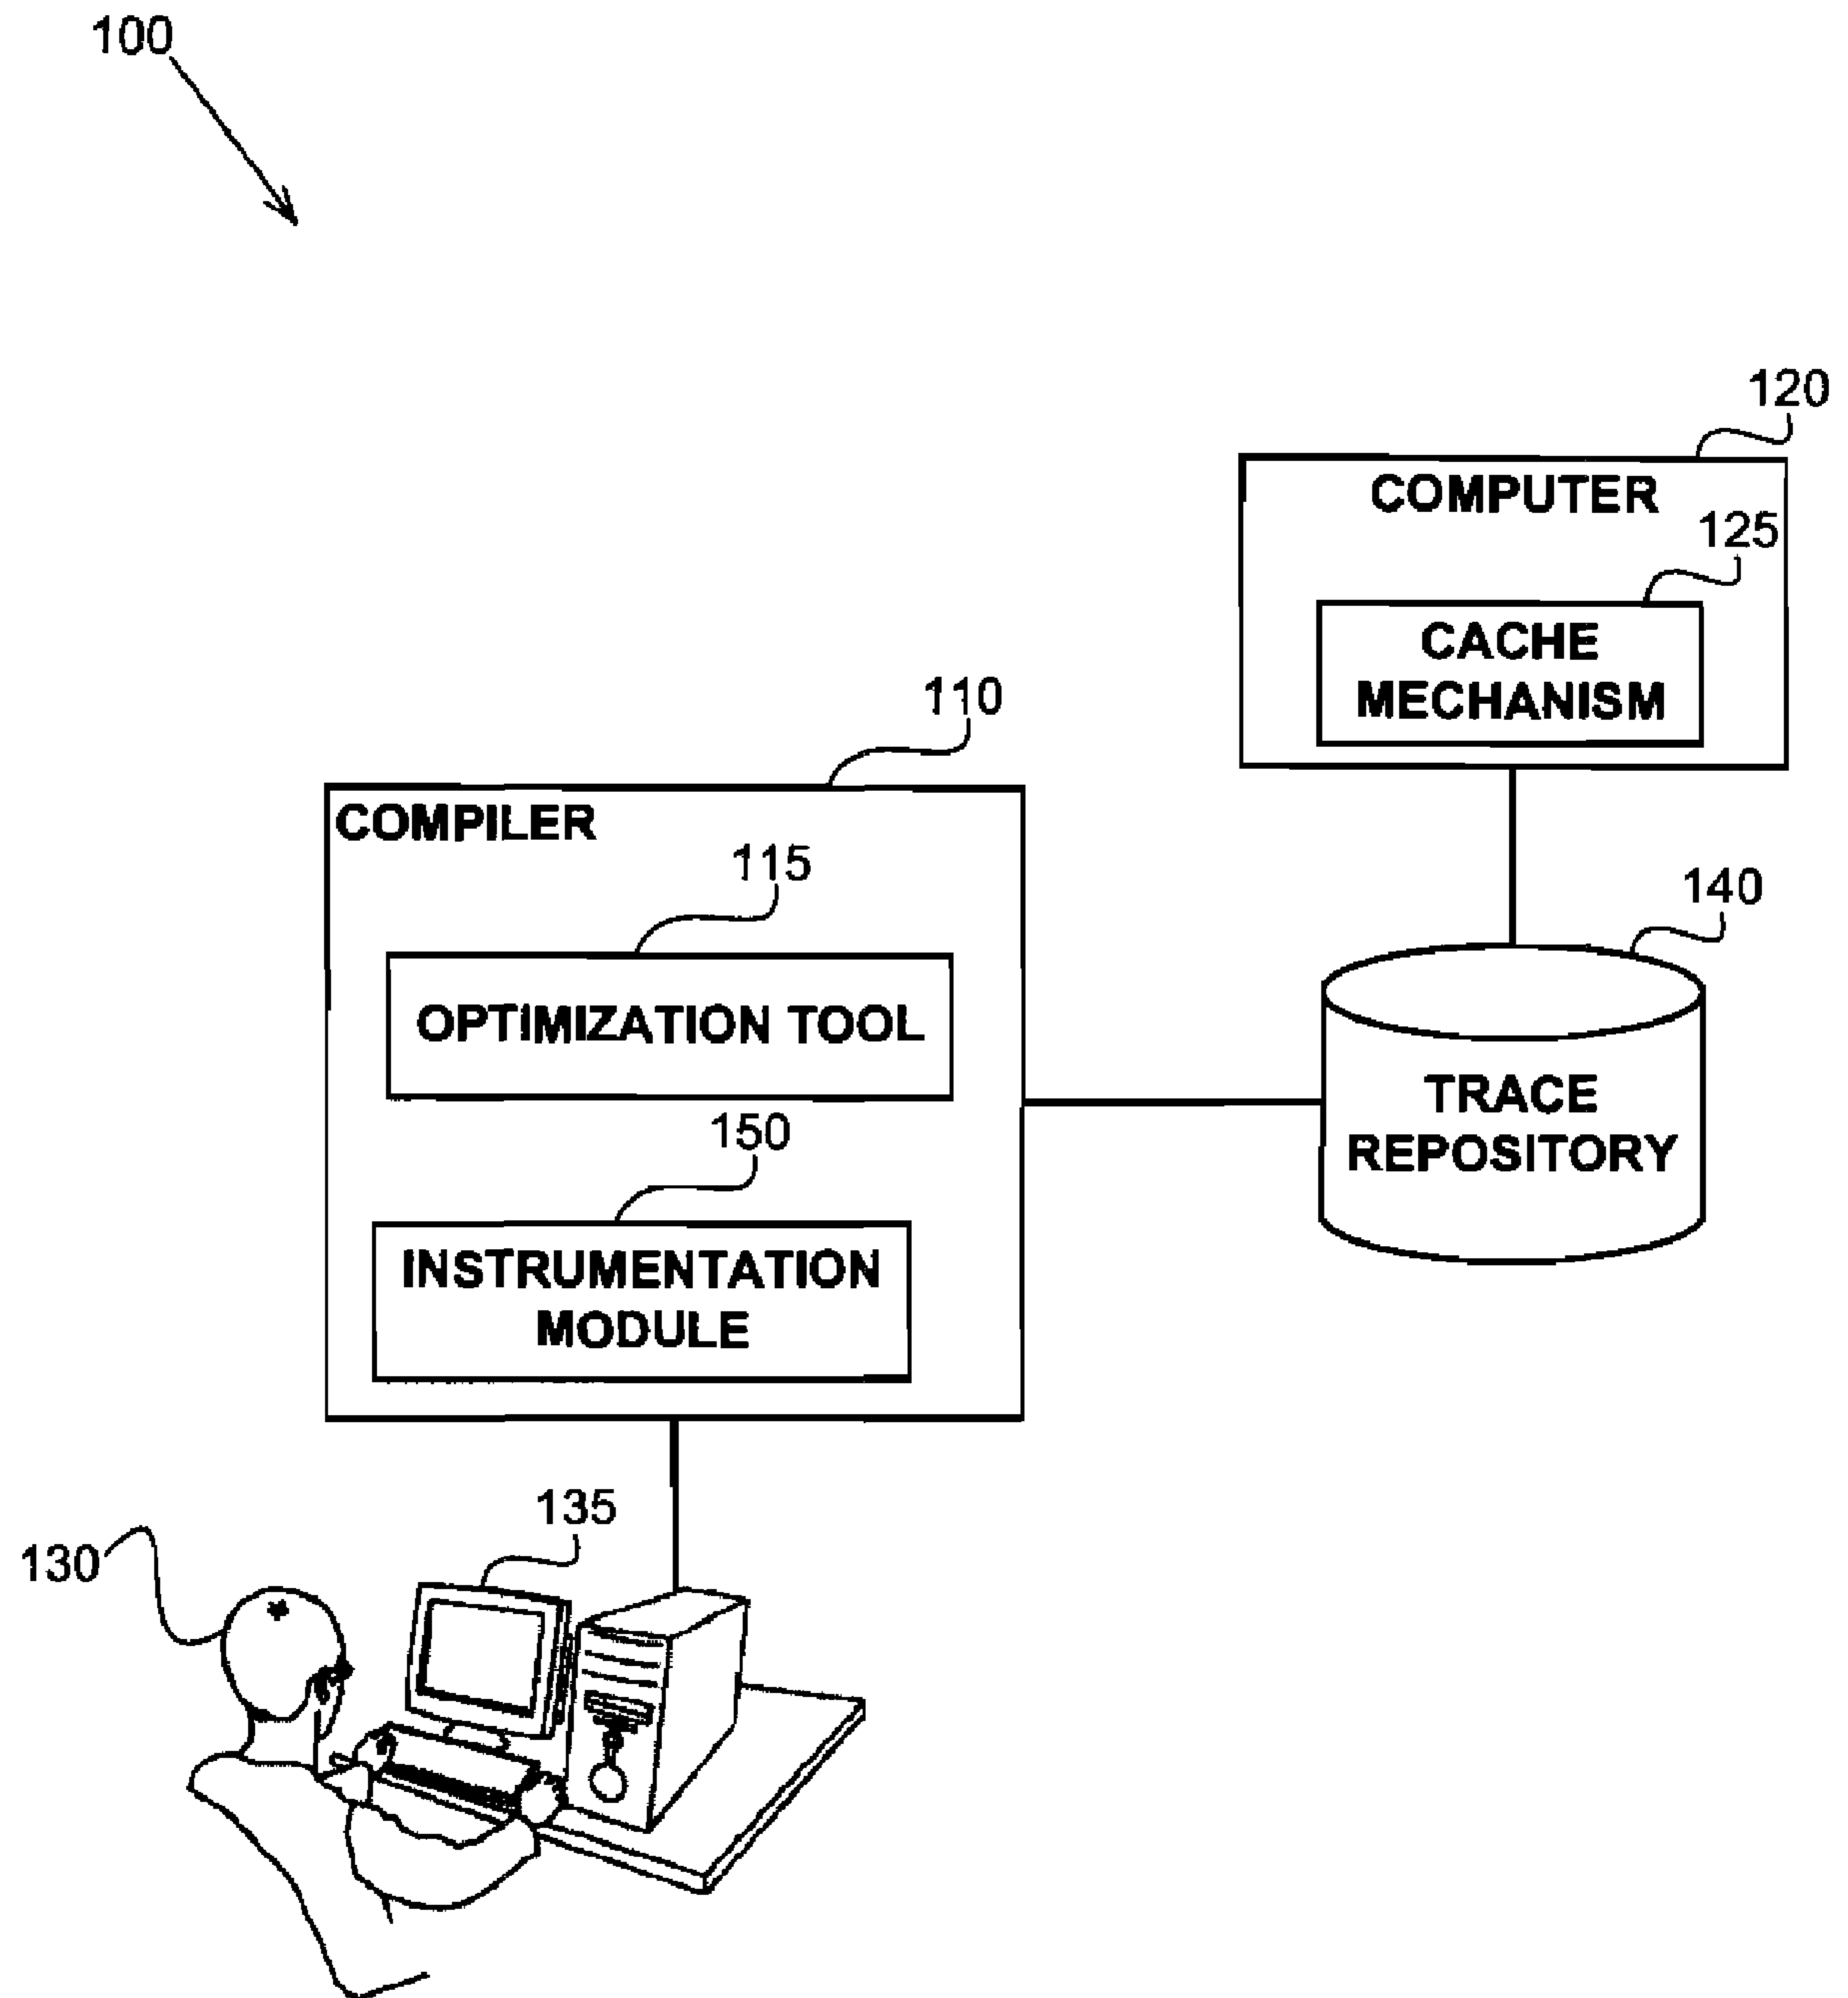 100
120
COMPUTER
125
CACHE
MECHANISM
110
COMPILER
115
OPTIMIZATION TOOL
150
INSTRUMENTATION
MODULE
140
TRACE
REPOSITORY
135
130